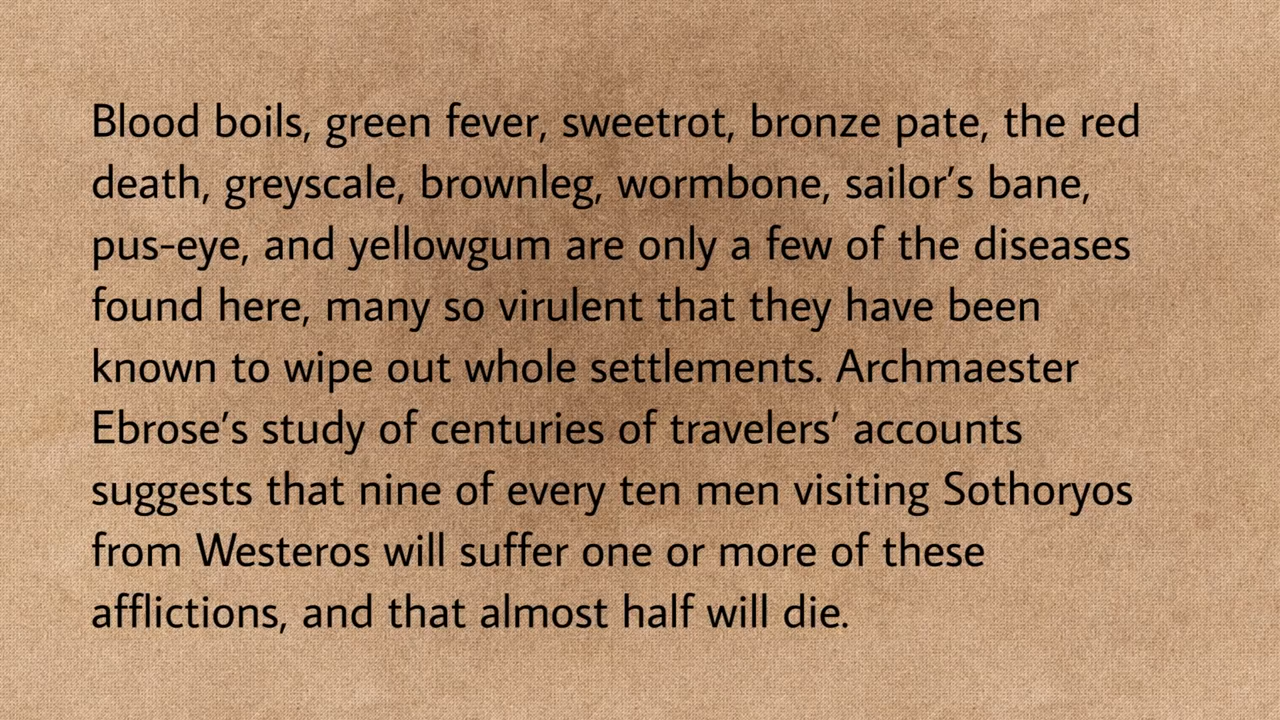 Blood boils, green fever, sweetrot, bronze pate, the red
death, greyscale, brownleg, wormbone, sailor’s bane,
pus-eye, and yellowgum are only a few of the diseases
found here, many so virulent that they have been
known to wipe out whole settlements. Archmaester
Ebrose’s study of centuries of travelers’ accounts
suggests that nine of every ten men visiting Sothoryos
from Westeros will suffer one or more of these
afflictions, and that almost half will die.